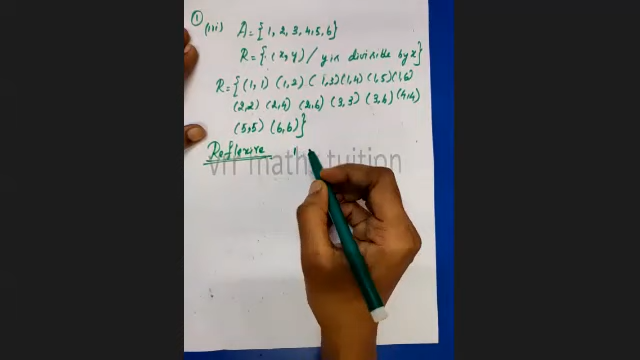 ① (iii) A = { 1, 2, 3, 4, 5, 6 }
R = { (x, y) / y is divisible by x }
R = { (1, 1) (1, 2) (1, 3) (1, 4) (1, 5) (1, 6)
(2, 2) (2, 4) (2, 6) (3, 3) (3, 6) (4, 4)
(5, 5) (6, 6) }
Reflexive 1
VIT maths tuition